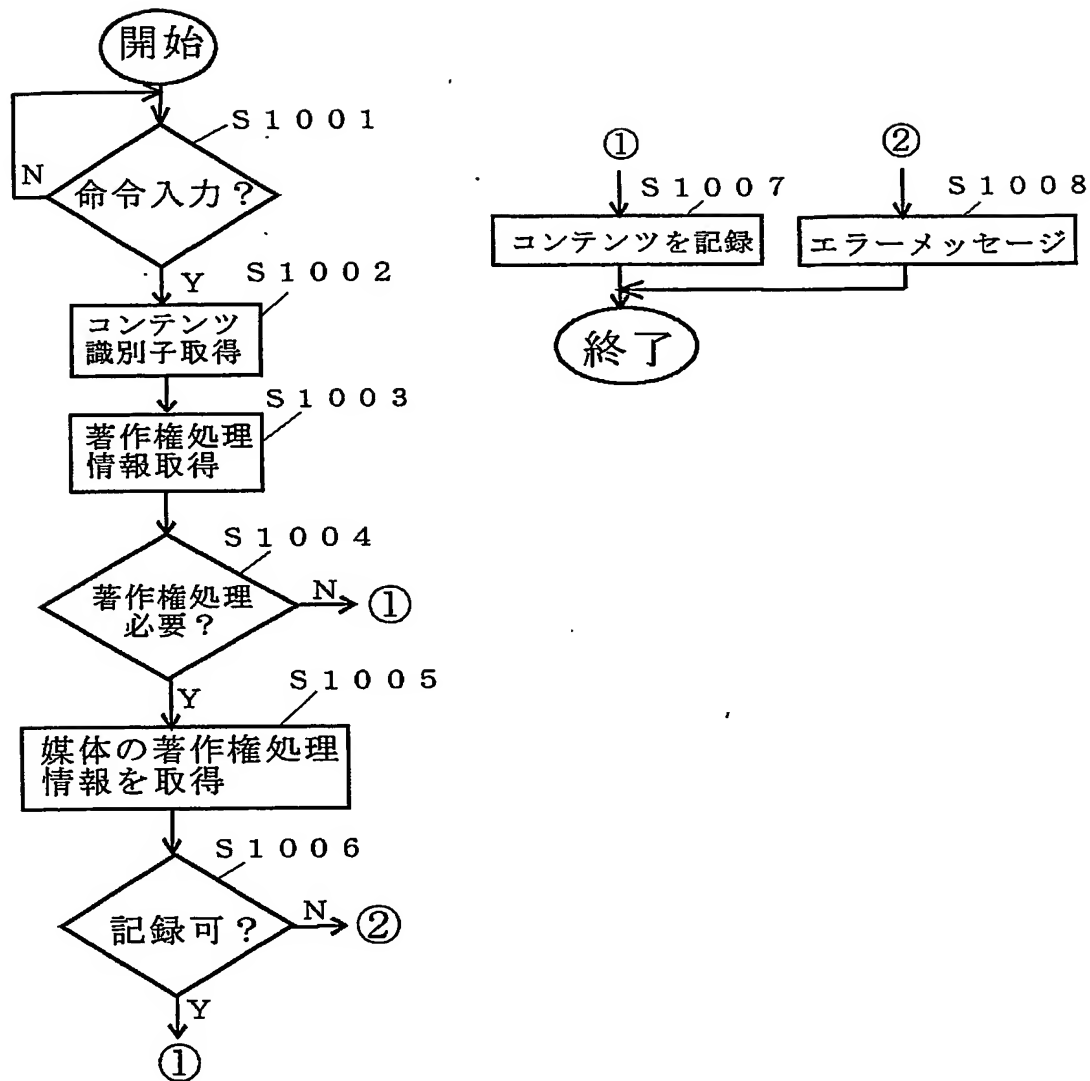 開始
S1001
N
命令入力？
Y
S1002
コンテンツ
識別子取得
S1003
著作権処理
情報取得
S1004
著作権処理
必要？
N
①
Y
S1005
媒体の著作権処理
情報を取得
S1006
記録可？
N
②
Y
①
①
S1007
コンテンツを記録
②
S1008
エラーメッセージ
終了